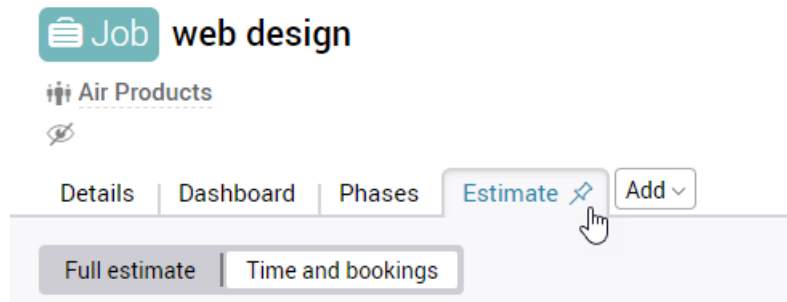 Job web design
Air Products
Details Dashboard Phases Estimate Add
Full estimate Time and bookings